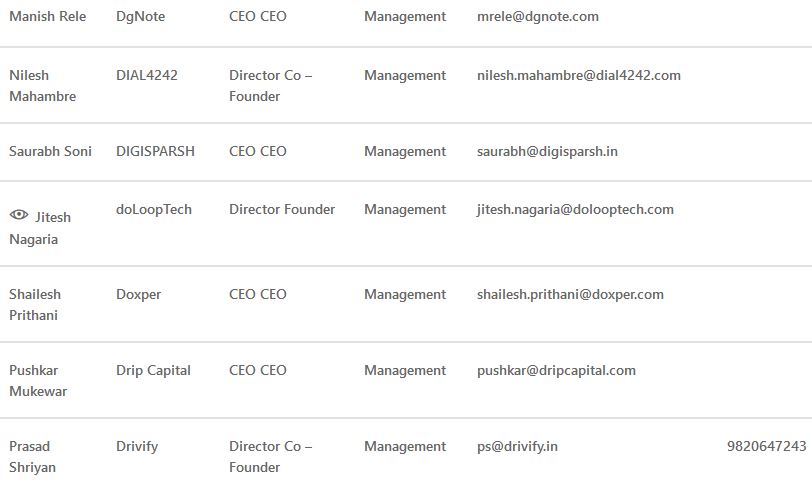 Manish Rele DgNote CEO CEO Management mrele@dgnote.com
Nilesh DIAL4242 Director Co – Management nilesh.mahambre@dial4242.com
Mahambre Founder
Saurabh Soni DIGISPARSH CEO CEO Management saurabh@digisparsh.in
Jitesh doLoopTech Director Founder Management jitesh.nagaria@dolooptech.com
Nagaria
Shailesh Doxper CEO CEO Management shailesh.prithani@doxper.com
Prithani
Pushkar Drip Capital CEO CEO Management pushkar@dripcapital.com
Mukewar
Prasad Drivify Director Co – Management ps@drivify.in 9820647243
Shriyan Founder